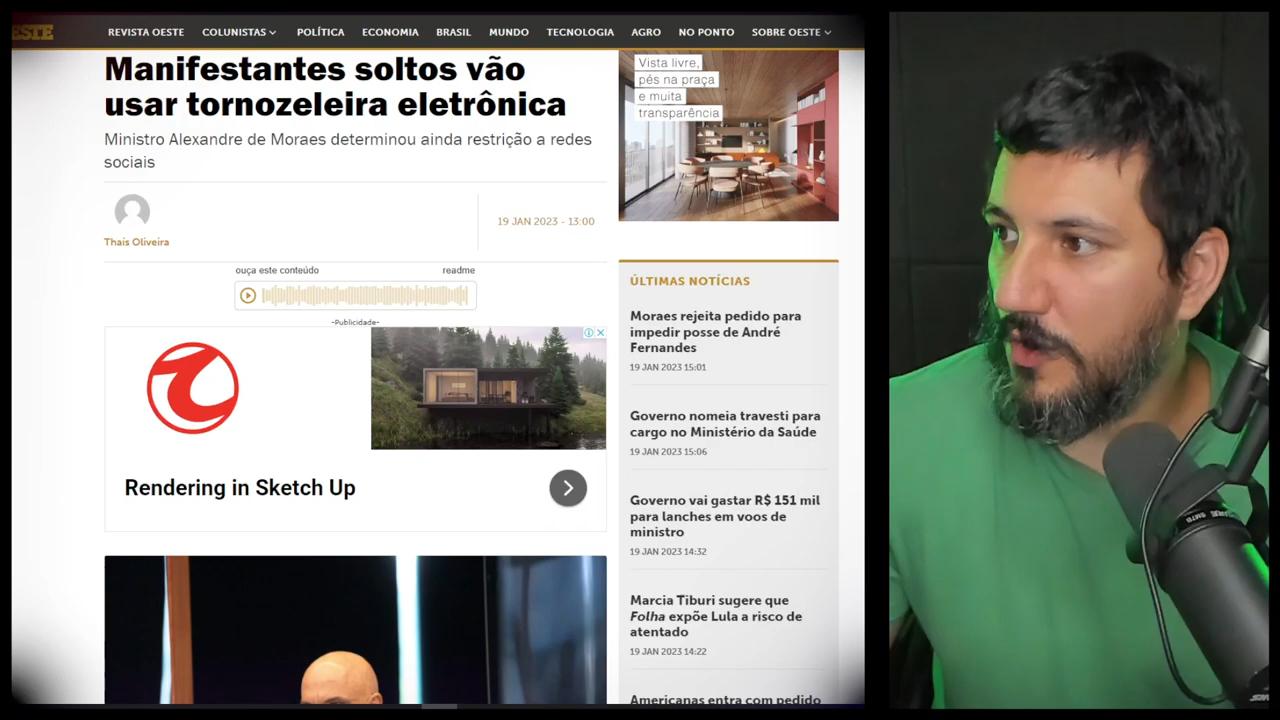 OESTE
REVISTA OESTE
COLUNISTAS
POLÍTICA
ECONOMIA
BRASIL
MUNDO
TECNOLOGIA
AGRO
NO PONTO
SOBRE OESTE
Manifestantes soltos vão
usar tornozeleira eletrônica
Ministro Alexandre de Moraes determinou ainda restrição a redes
sociais
19 JAN 2023 - 13:00
Thais Oliveira
ouça este conteúdo
readme
-Publicidade-
Rendering in Sketch Up
Vista livre,
pés na praça
e muita
transparência
ÚLTIMAS NOTÍCIAS
Moraes rejeita pedido para
impedir posse de André
Fernandes
19 JAN 2023 15:01
Governo nomeia travesti para
cargo no Ministério da Saúde
19 JAN 2023 15:06
Governo vai gastar R$ 151 mil
para lanches em voos de
ministro
19 JAN 2023 14:32
Marcia Tiburi sugere que
Folha expõe Lula a risco de
atentado
19 JAN 2023 14:22
Americanas entra com pedido